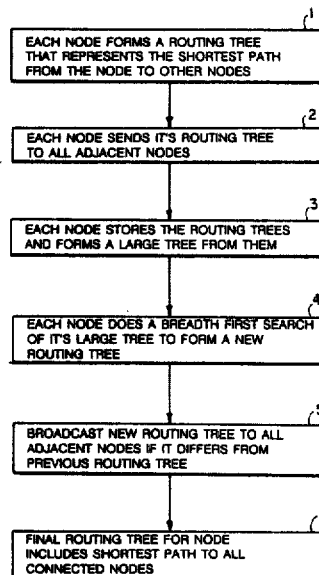 1
EACH NODE FORMS A ROUTING TREE
THAT REPRESENTS THE SHORTEST PATH
FROM THE NODE TO OTHER NODES
2
EACH NODE SENDS IT'S ROUTING TREE
TO ALL ADJACENT NODES
3
EACH NODE STORES THE ROUTING TREES
AND FORMS A LARGE TREE FROM THEM
4
EACH NODE DOES A BREADTH FIRST SEARCH
OF IT'S LARGE TREE TO FORM A NEW
ROUTING TREE
BROADCAST NEW ROUTING TREE TO ALL
ADJACENT NODES IF IT DIFFERS FROM
PREVIOUS ROUTING TREE
FINAL ROUTING TREE FOR NODE
INCLUDES SHORTEST PATH TO ALL
CONNECTED NODES